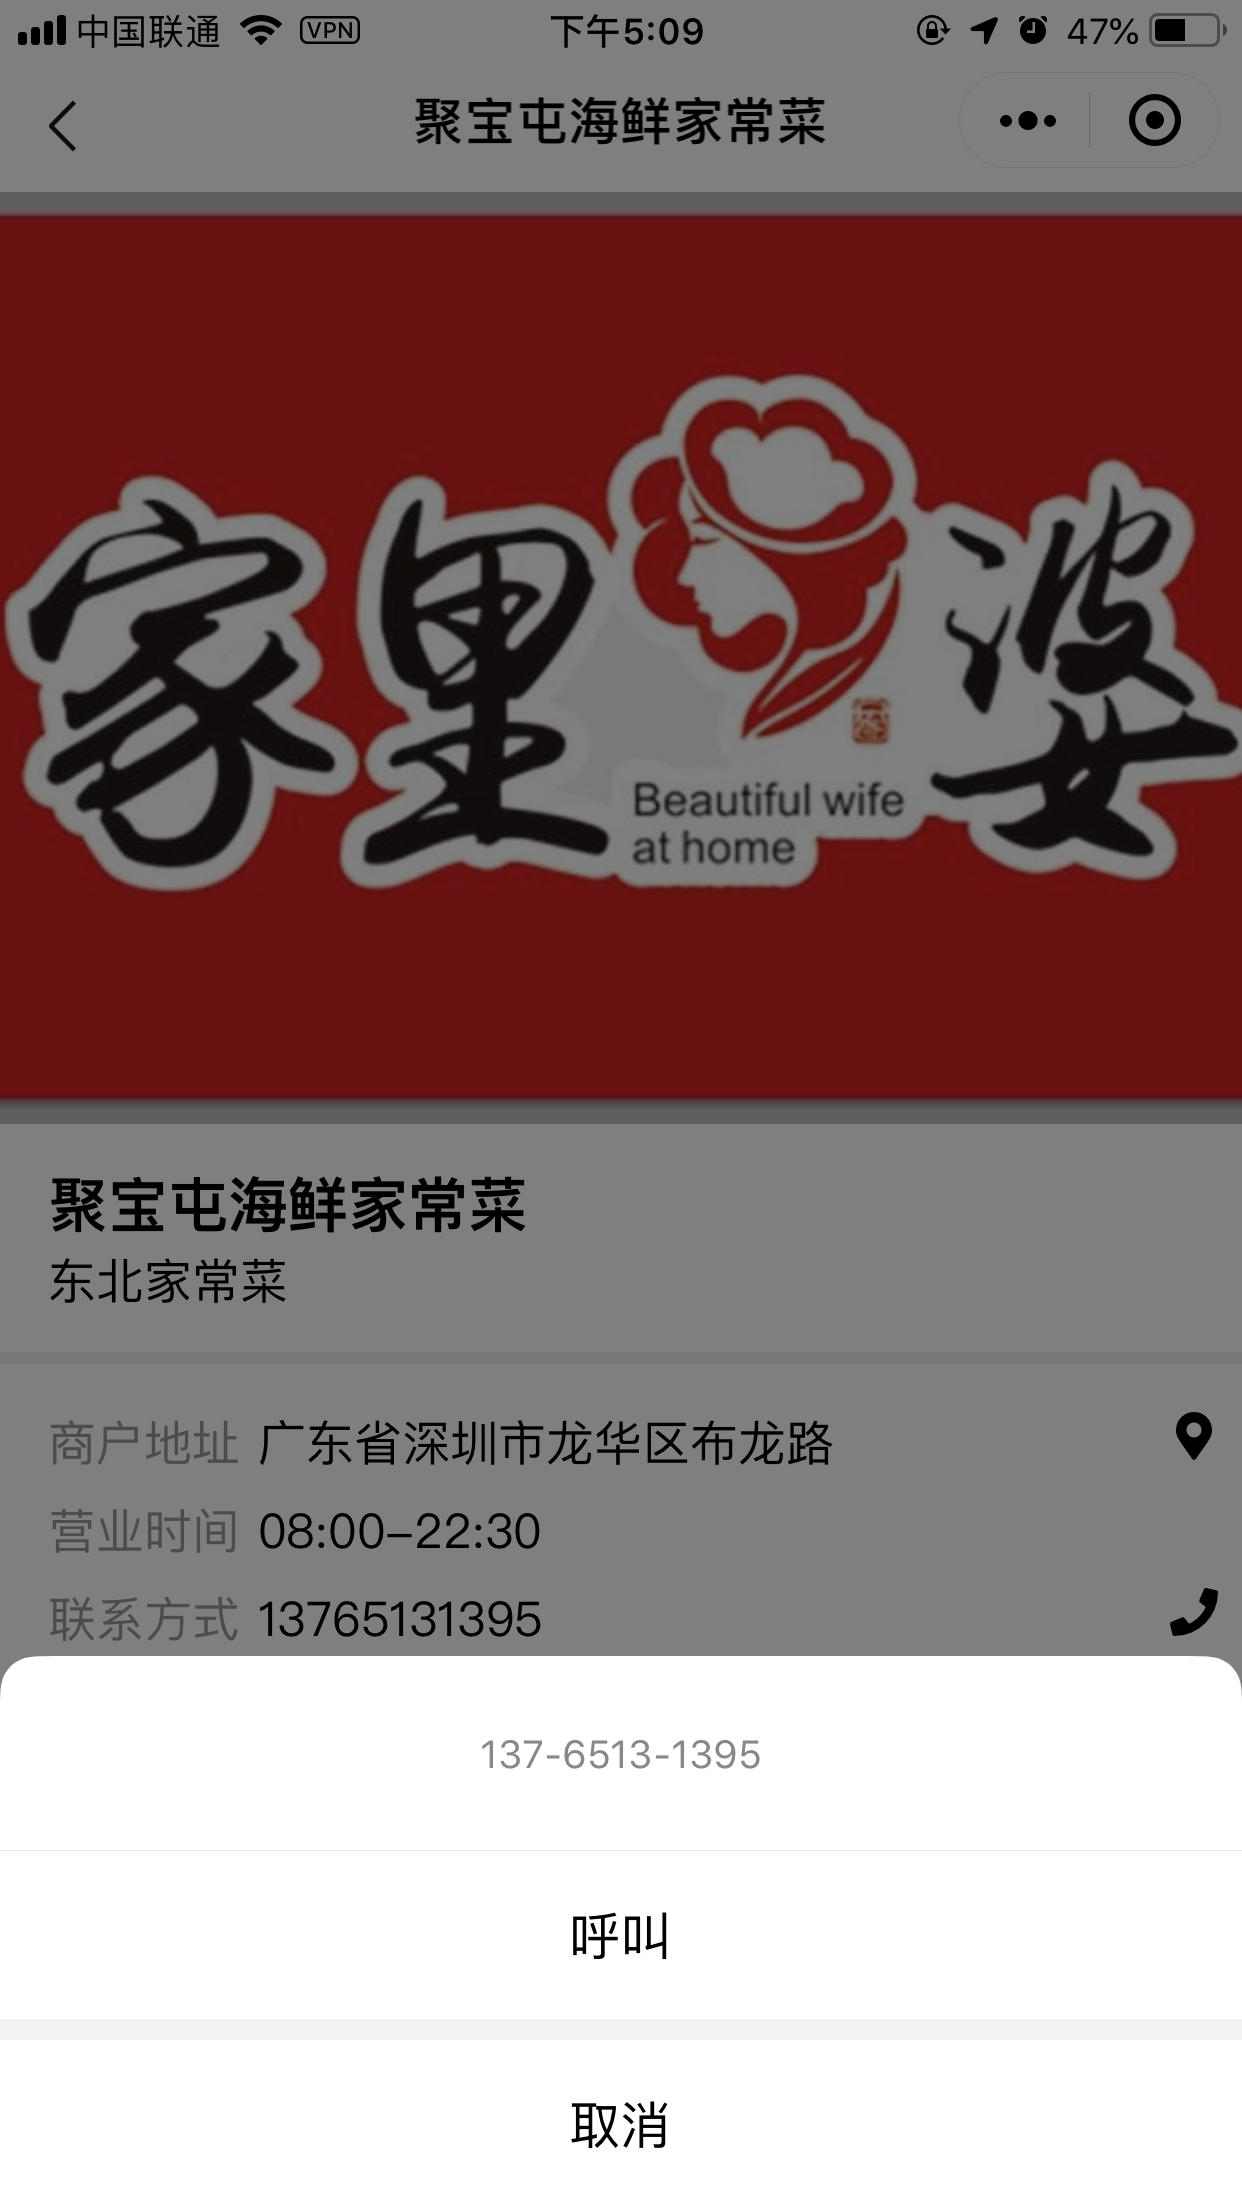 中国联通 VPN 下午5:09 47%
聚宝屯海鲜家常菜
家里 婆
Beautiful wife
at home
聚宝屯海鲜家常菜
东北家常菜
商户地址 广东省深圳市龙华区布龙路
营业时间 08:00–22:30
联系方式 13765131395
137-6513-1395
呼叫
取消